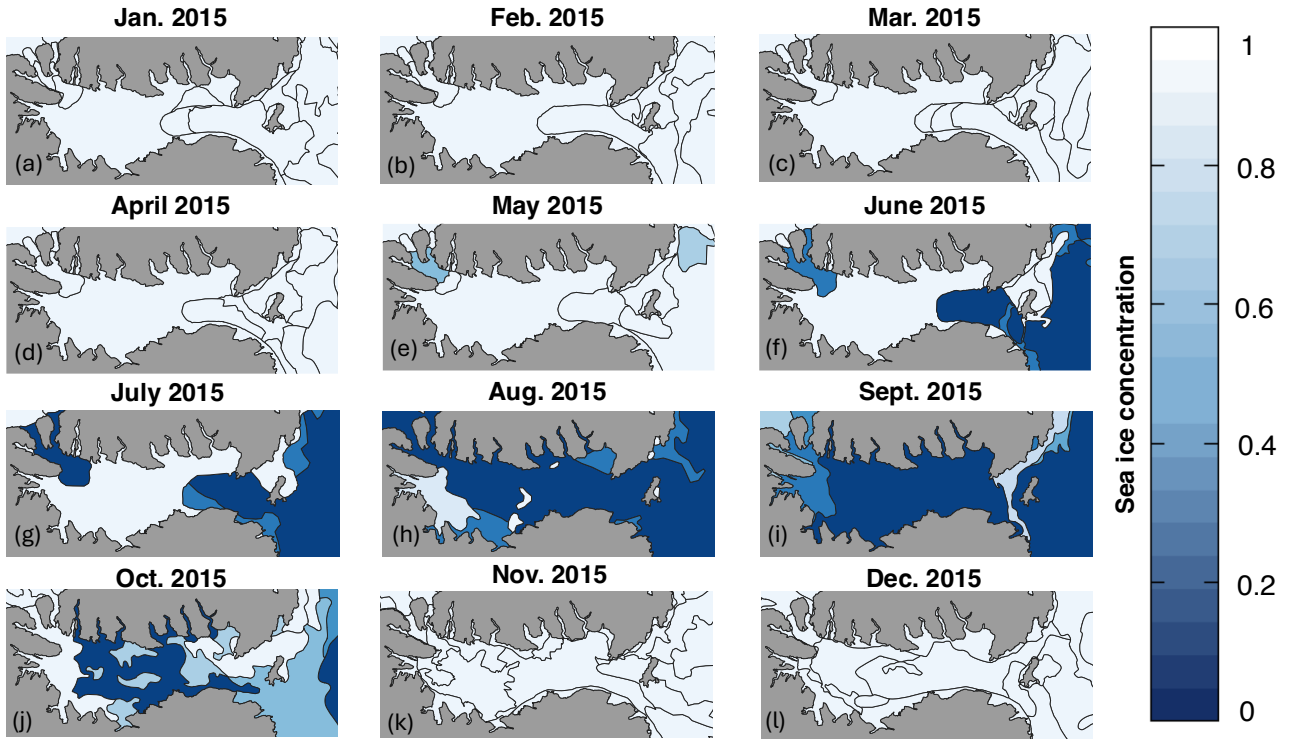 Jan. 2015
Feb. 2015
Mar. 2015
(a)
(b)
(c)
April 2015
May 2015
June 2015
(d)
(e)
(f)
July 2015
Aug. 2015
Sept. 2015
(g)
(h)
(i)
Oct. 2015
Nov. 2015
Dec. 2015
(j)
(k)
(l)
Sea ice concentration
1
0.8
0.6
0.4
0.2
0